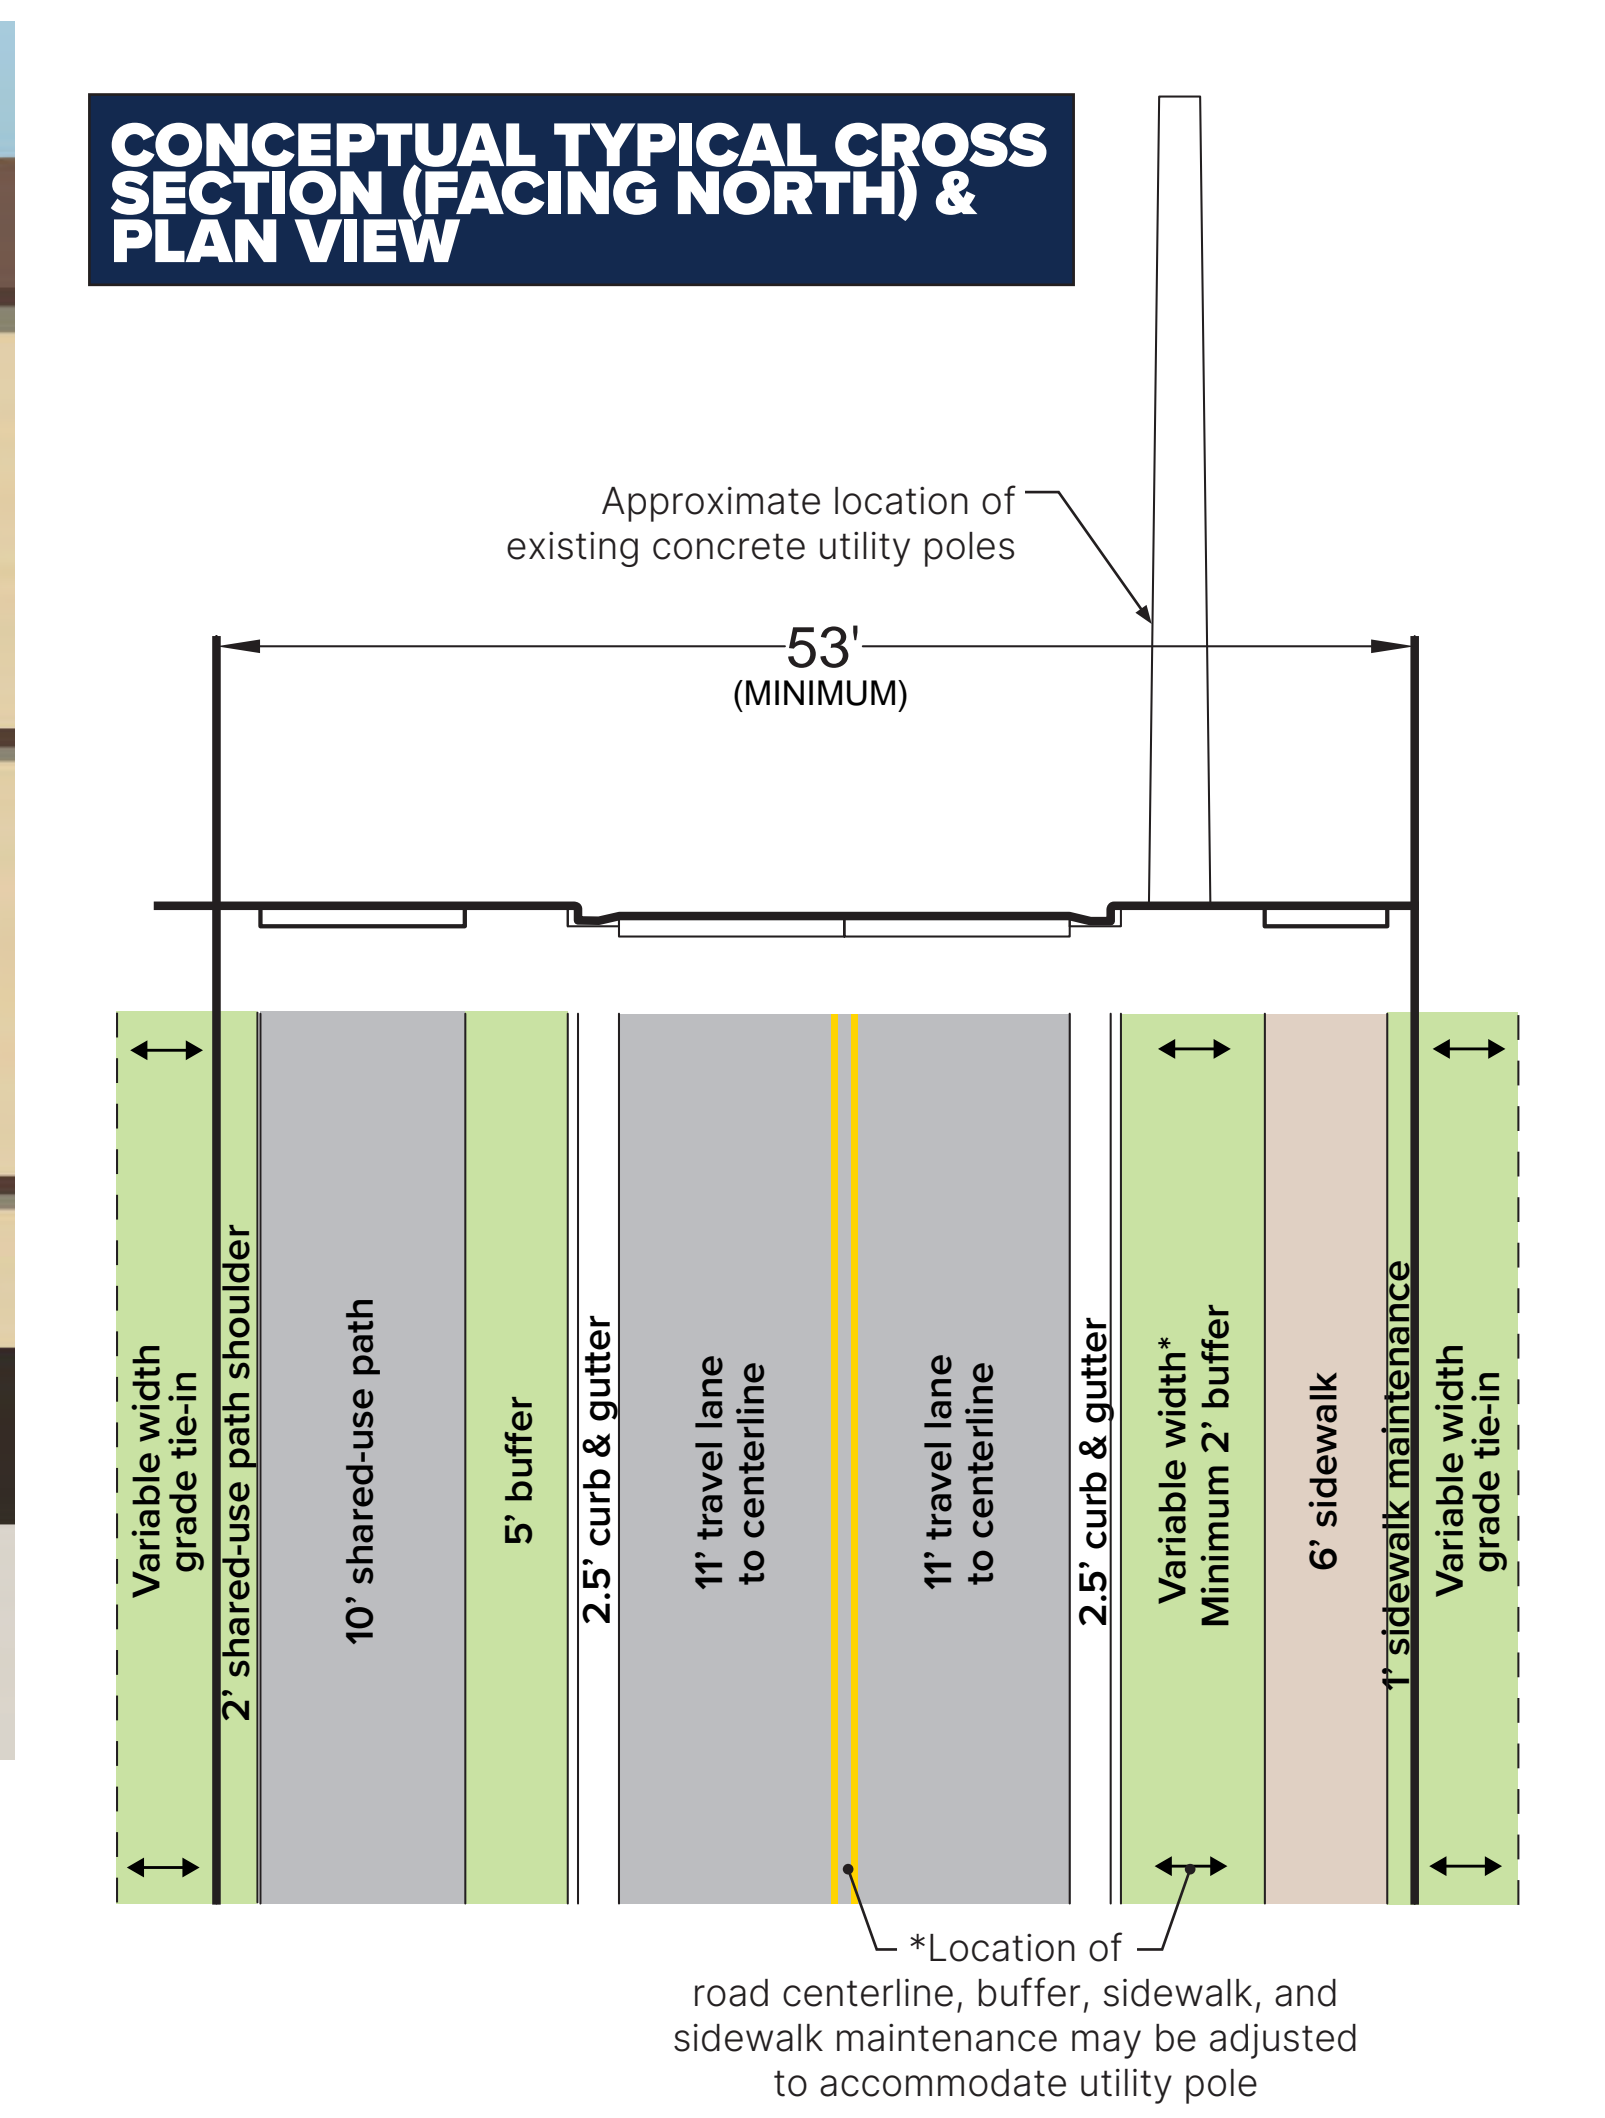 CONCEPTUAL TYPICAL CROSS
SECTION (FACING NORTH) &
PLAN VIEW
Approximate location of
existing concrete utility poles
53'
(MINIMUM)
Variable width
grade tie-in
2’ shared-use path shoulder
10’ shared-use path
5’ buffer
2.5’ curb & gutter
11’ travel lane
to centerline
11’ travel lane
to centerline
2.5’ curb & gutter
Variable width*
Minimum 2’ buffer
6’ sidewalk
1’ sidewalk maintenance
Variable width
grade tie-in
*Location of
road centerline, buffer, sidewalk, and
sidewalk maintenance may be adjusted
to accommodate utility pole